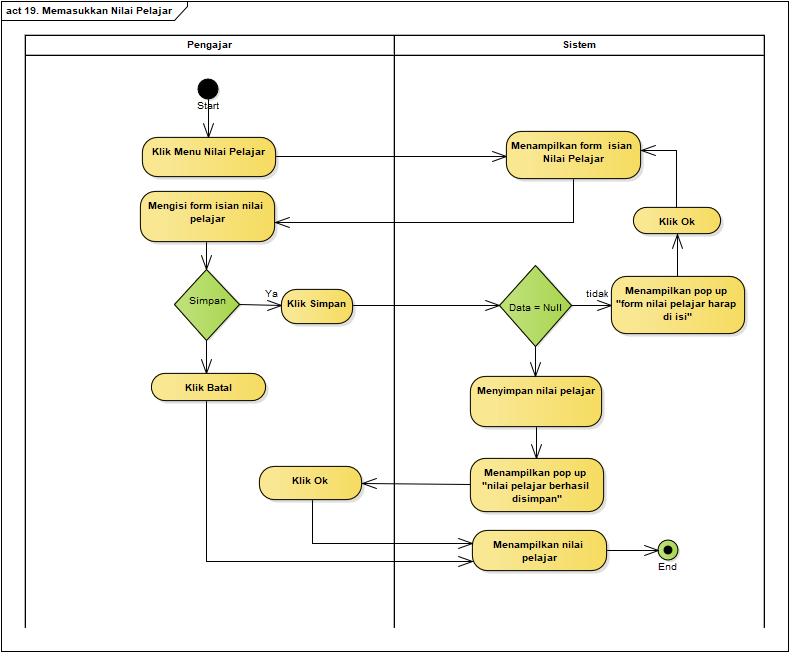 act 19. Memasukkan Nilai Pelajar
Pengajar
Sistem
Start
Klik Menu Nilai Pelajar
Menampilkan form isian
Nilai Pelajar
Mengisi form isian nilai
pelajar
Klik Ok
Simpan
Ya
Klik Simpan
Data = Null
tidak
Menampilkan pop up
"form nilai pelajar harap
di isi"
Klik Batal
Menyimpan nilai pelajar
Klik Ok
Menampilkan pop up
"nilai pelajar berhasil
disimpan"
Menampilkan nilai
pelajar
End